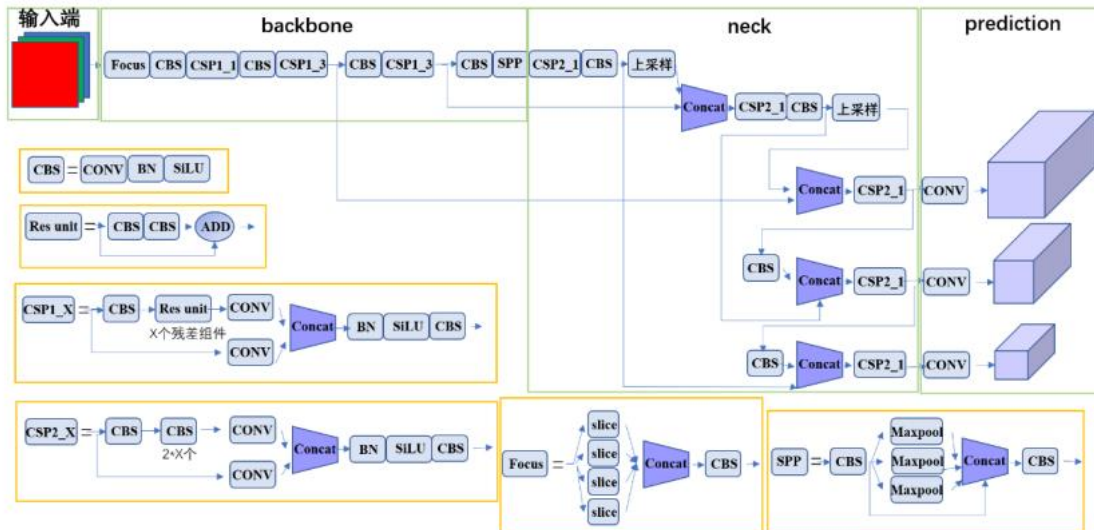 输入端
backbone
neck
prediction
Focus CBS CSP1_1 CBS CSP1_3 CBS CSP1_3 CBS SPP CSP2_1 CBS 上采样
Concat CSP2_1 CBS 上采样
CBS = CONV BN SiLU
Concat CSP2_1 CONV
Res unit = CBS CBS ADD
CBS Concat CSP2_1 CONV
CSP1_X = CBS Res unit CONV
X个残差组件
CONV
Concat BN SiLU CBS
CBS Concat CSP2_1 CONV
CSP2_X = CBS CBS CONV
2*X个
CONV
Concat BN SiLU CBS
Focus =
slice
slice
slice
slice
Concat CBS
SPP = CBS
Maxpool
Maxpool
Maxpool
Concat CBS